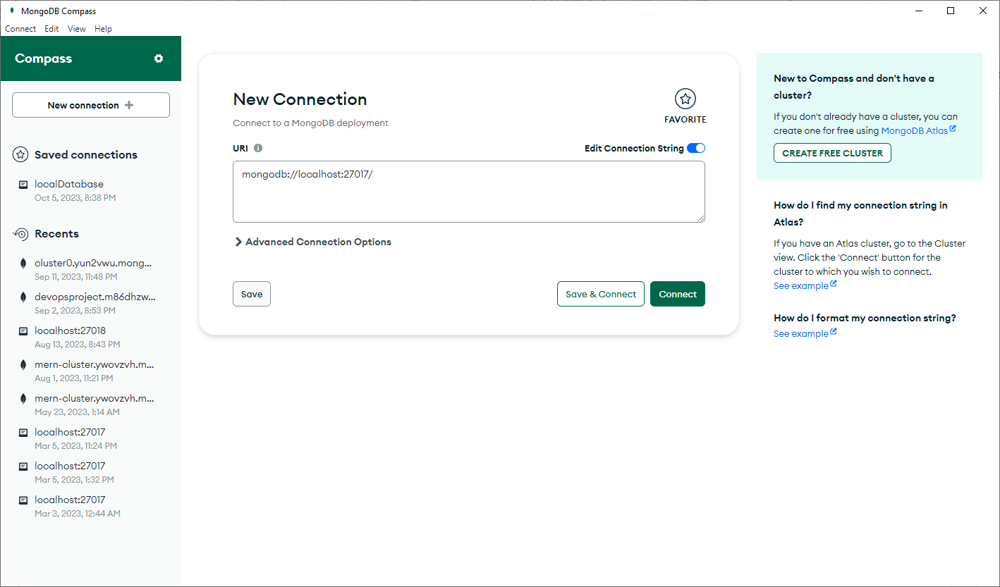 MongoDB Compass
Connect Edit View Help
Compass
New connection
Saved connections
localDatabase
Oct 5, 2023, 8:38 PM
Recents
cluster0.yun2vwu.mong...
Sep 11, 2023, 11:48 PM
devopsproject.m86dhzw...
Sep 2, 2023, 8:53 PM
localhost:27018
Aug 13, 2023, 8:43 PM
mern-cluster.ywovzvh.m...
Aug 1, 2023, 11:21 PM
mern-cluster.ywovzvh.m...
May 23, 2023, 1:14 AM
localhost:27017
Mar 5, 2023, 11:24 PM
localhost:27017
Mar 5, 2023, 1:32 PM
localhost:27017
Mar 3, 2023, 12:44 AM
New Connection
FAVORITE
Connect to a MongoDB deployment
URI
Edit Connection String
mongodb://localhost:27017/
Advanced Connection Options
Save
Save & Connect
Connect
New to Compass and don't have a
cluster?
If you don't already have a cluster, you can
create one for free using MongoDB Atlas
CREATE FREE CLUSTER
How do I find my connection string in
Atlas?
If you have an Atlas cluster, go to the Cluster
view. Click the 'Connect' button for the
cluster to which you wish to connect.
See example
How do I format my connection string?
See example